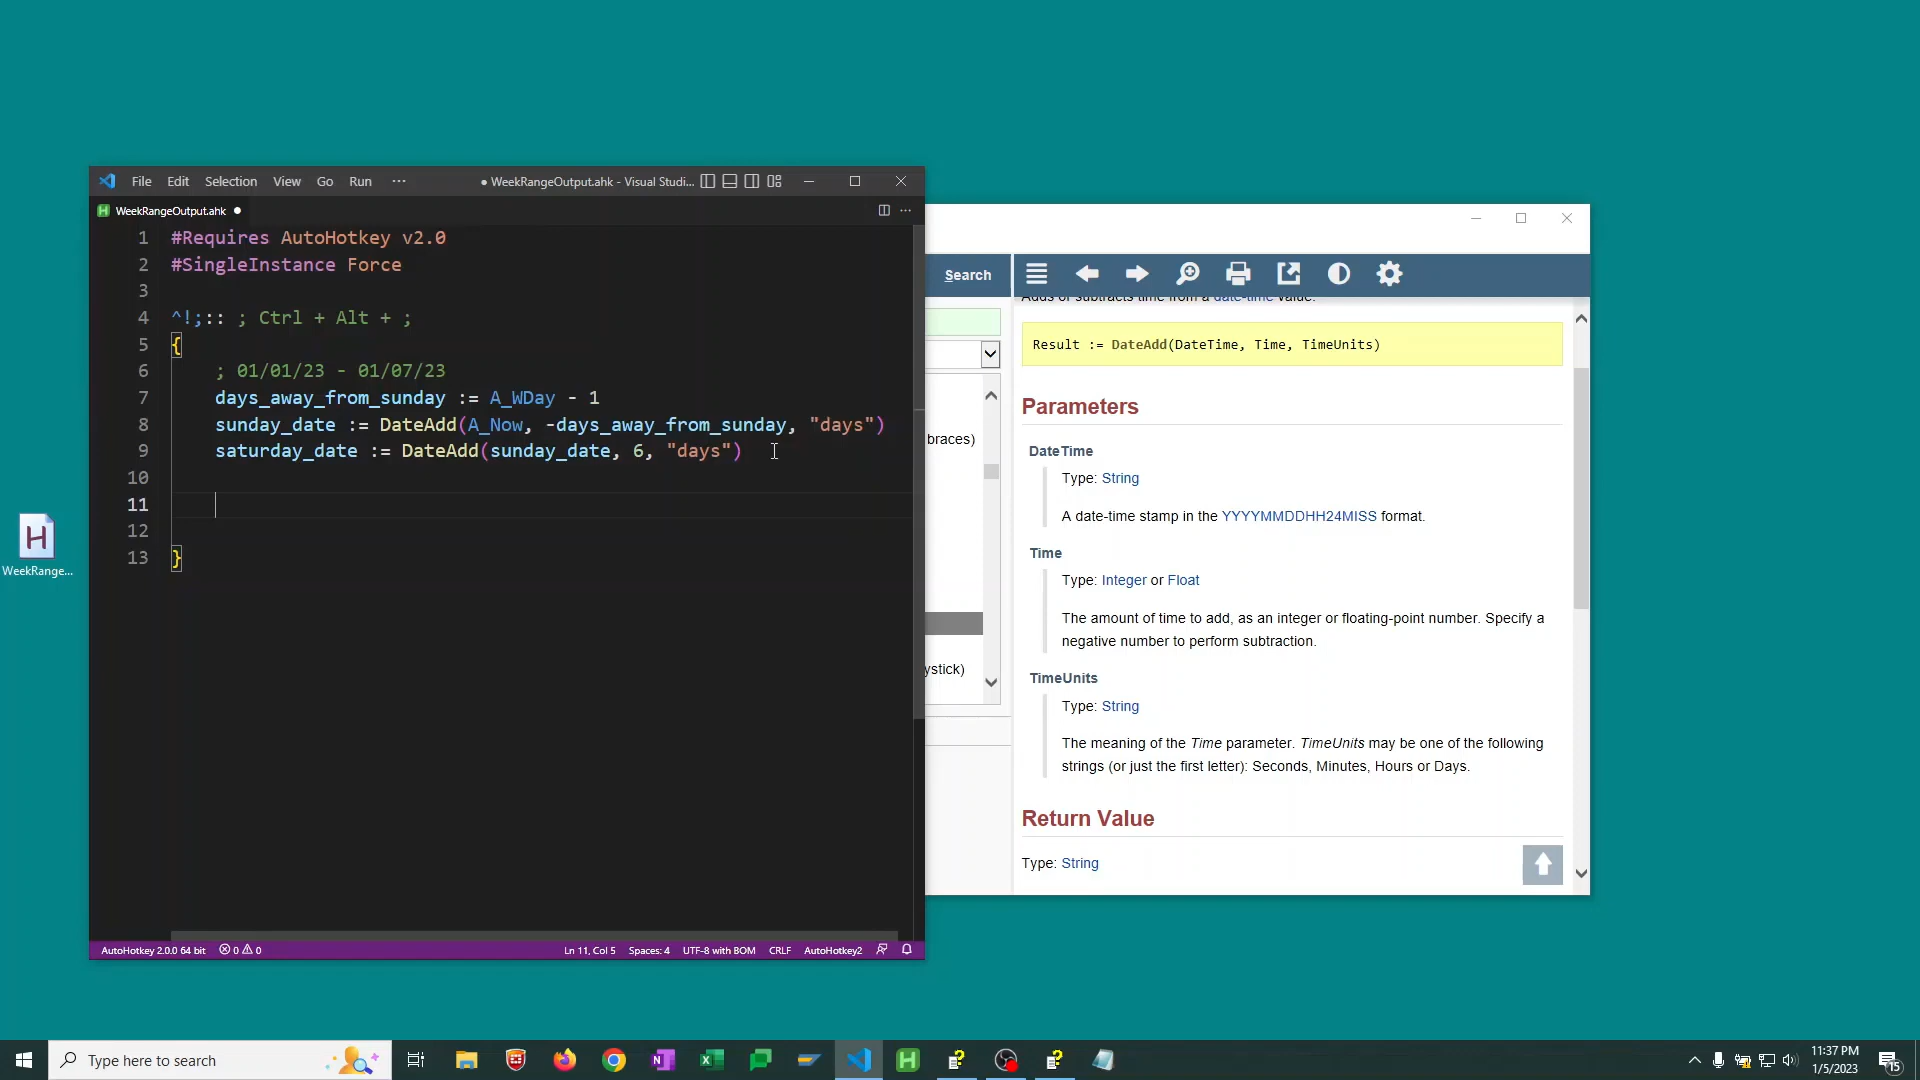 File Edit Selection View Go Run ··· ● WeekRangeOutput.ahk - Visual Studi...
WeekRangeOutput.ahk ●
1 #Requires AutoHotkey v2.0
2 #SingleInstance Force
3
4 ^!;:: ; Ctrl + Alt + ;
5 {
6 ; 01/01/23 - 01/07/23
7 days_away_from_sunday := A_WDay - 1
8 sunday_date := DateAdd(A_Now, -days_away_from_sunday, "days")
9 saturday_date := DateAdd(sunday_date, 6, "days")
10
11
12
13 }
AutoHotkey 2.0.0 64 bit 0 0 Ln 11, Col 5 Spaces: 4 UTF-8 with BOM CRLF AutoHotkey2
H
WeekRange...
Search
braces)
ystick)
Adds or subtracts time from a date-time value.
Result := DateAdd(DateTime, Time, TimeUnits)
Parameters
DateTime
Type: String
A date-time stamp in the YYYYMMDDHH24MISS format.
Time
Type: Integer or Float
The amount of time to add, as an integer or floating-point number. Specify a
negative number to perform subtraction.
TimeUnits
Type: String
The meaning of the Time parameter. TimeUnits may be one of the following
strings (or just the first letter): Seconds, Minutes, Hours or Days.
Return Value
Type: String
Type here to search
11:37 PM
1/5/2023
15